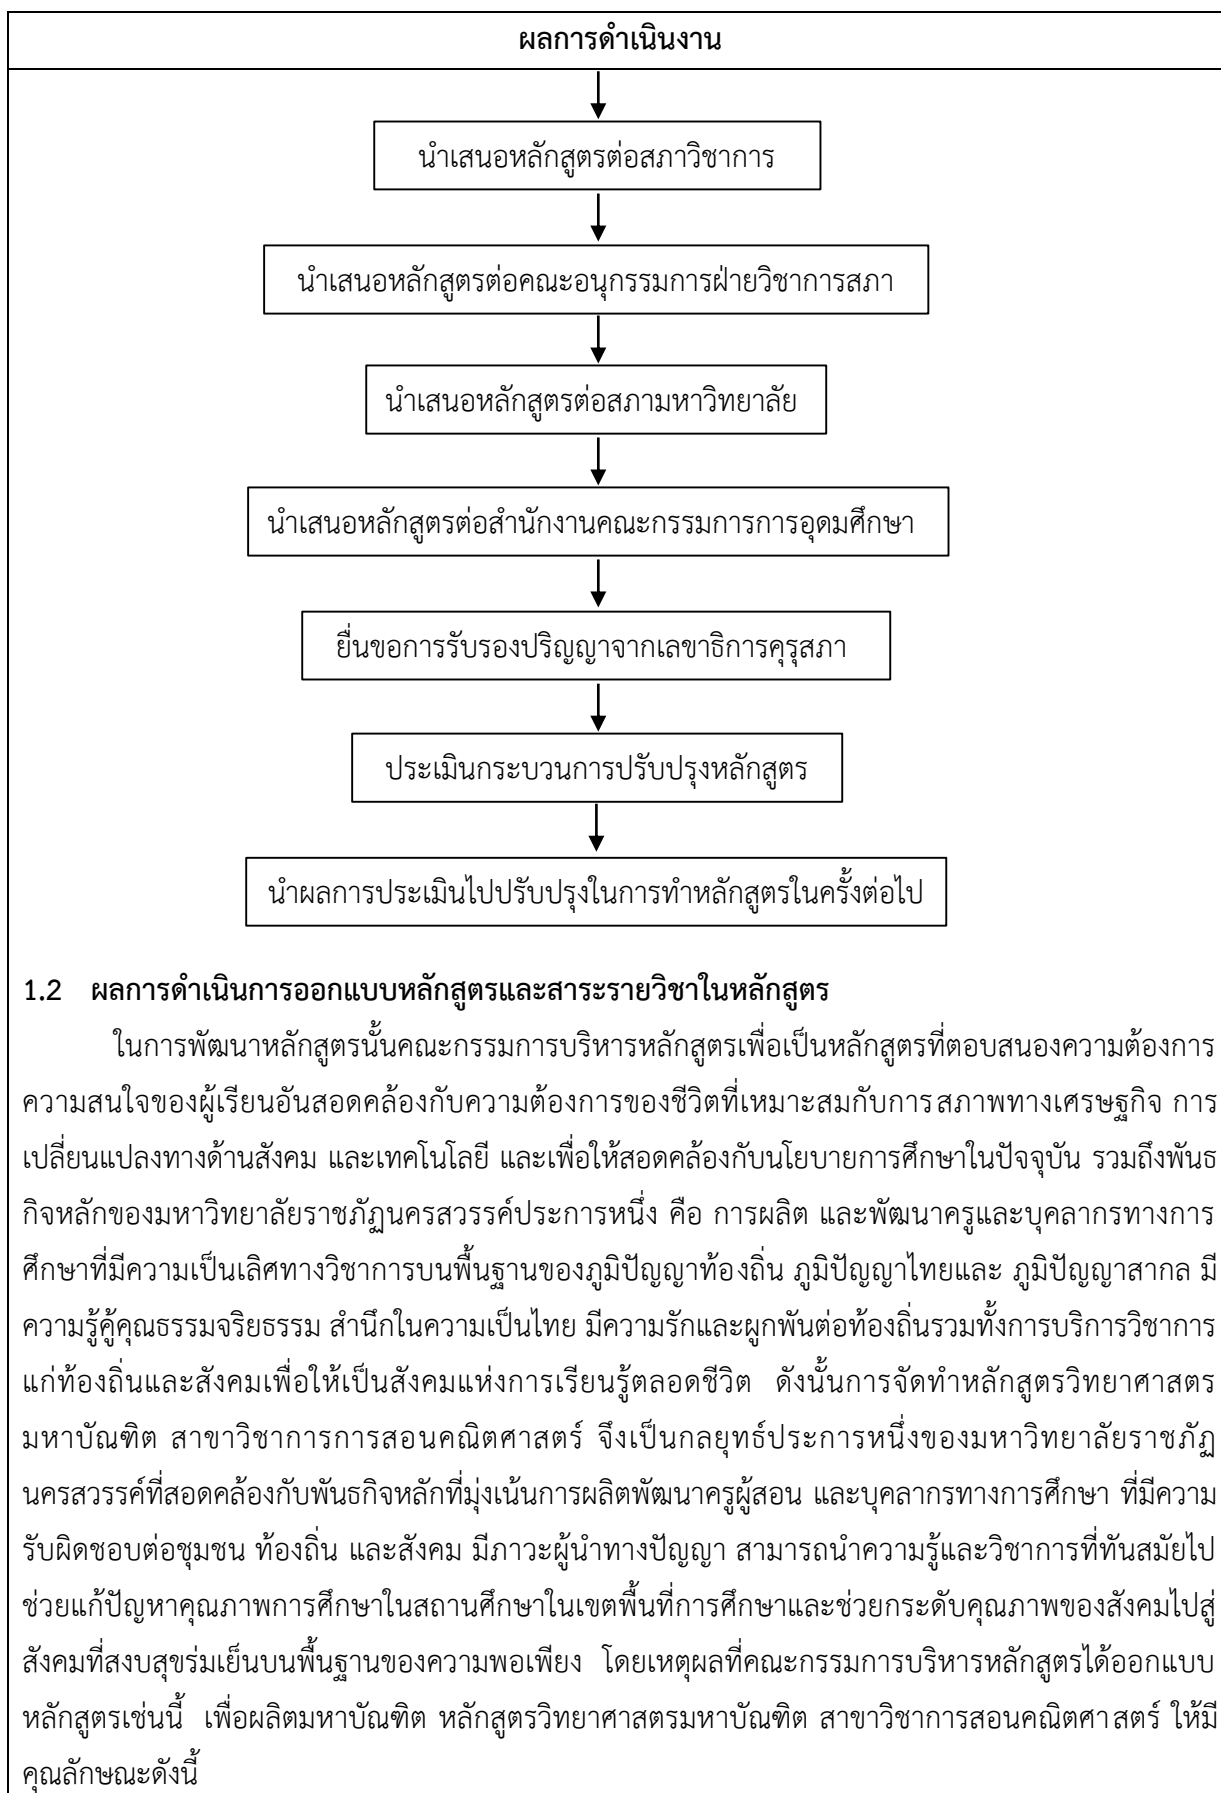 ผลการดำเนินงาน
นำเสนอหลักสูตรต่อสภาวิชาการ
นำเสนอหลักสูตรต่อคณะอนุกรรมการฝ่ายวิชาการสภา
นำเสนอหลักสูตรต่อสภามหาวิทยาลัย
นำเสนอหลักสูตรต่อสำนักงานคณะกรรมการการอุดมศึกษา
ยื่นขอการรับรองปริญญาจากเลขาธิการคุรุสภา
ประเมินกระบวนการปรับปรุงหลักสูตร
นำผลการประเมินไปปรับปรุงในการทำหลักสูตรในครั้งต่อไป
1.2 ผลการดำเนินการออกแบบหลักสูตรและสาระรายวิชาในหลักสูตร
ในการพัฒนาหลักสูตรนั้นคณะกรรมการบริหารหลักสูตรเพื่อเป็นหลักสูตรที่ตอบสนองความต้องการ
ความสนใจของผู้เรียนอันสอดคล้องกับความต้องการของชีวิตที่เหมาะสมกับการสภาพทางเศรษฐกิจ การ
เปลี่ยนแปลงทางด้านสังคม และเทคโนโลยี และเพื่อให้สอดคล้องกับนโยบายการศึกษาในปัจจุบัน รวมถึงพันธ
กิจหลักของมหาวิทยาลัยราชภัฏนครสวรรค์ประการหนึ่ง คือ การผลิต และพัฒนาครูและบุคลากรทางการ
ศึกษาที่มีความเป็นเลิศทางวิชาการบนพื้นฐานของภูมิปัญญาท้องถิ่น ภูมิปัญญาไทยและ ภูมิปัญญาสากล มี
ความรู้คู้คุณธรรมจริยธรรม สำนึกในความเป็นไทย มีความรักและผูกพันต่อท้องถิ่นรวมทั้งการบริการวิชาการ
แก่ท้องถิ่นและสังคมเพื่อให้เป็นสังคมแห่งการเรียนรู้ตลอดชีวิต ดังนั้นการจัดทำหลักสูตรวิทยาศาสตร
มหาบัณฑิต สาขาวิชาการการสอนคณิตศาสตร์ จึงเป็นกลยุทธ์ประการหนึ่งของมหาวิทยาลัยราชภัฏ
นครสวรรค์ที่สอดคล้องกับพันธกิจหลักที่มุ่งเน้นการผลิตพัฒนาครูผู้สอน และบุคลากรทางการศึกษา ที่มีความ
รับผิดชอบต่อชุมชน ท้องถิ่น และสังคม มีภาวะผู้นำทางปัญญา สามารถนำความรู้และวิชาการที่ทันสมัยไป
ช่วยแก้ปัญหาคุณภาพการศึกษาในสถานศึกษาในเขตพื้นที่การศึกษาและช่วยกระดับคุณภาพของสังคมไปสู่
สังคมที่สงบสุขร่มเย็นบนพื้นฐานของความพอเพียง โดยเหตุผลที่คณะกรรมการบริหารหลักสูตรได้ออกแบบ
หลักสูตรเช่นนี้ เพื่อผลิตมหาบัณฑิต หลักสูตรวิทยาศาสตรมหาบัณฑิต สาขาวิชาการสอนคณิตศาสตร์ ให้มี
คุณลักษณะดังนี้